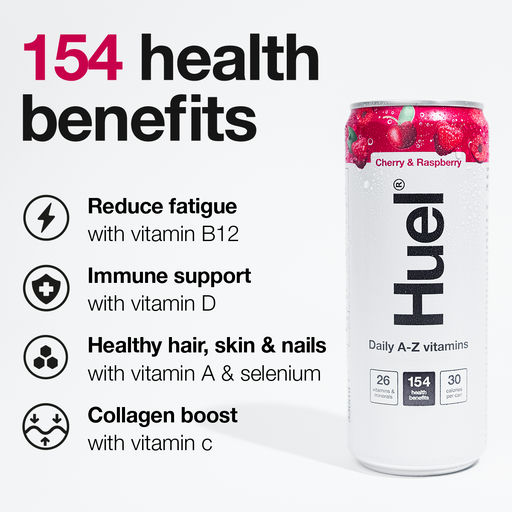 154 health
benefits
Reduce fatigue
with vitamin B12
Immune support
with vitamin D
Healthy hair, skin & nails
with vitamin A & selenium
Collagen boost
with vitamin c
Cherry & Raspberry
Huel®
Daily A-Z vitamins
26
vitamins &
minerals
154
health
benefits
30
calories
per can